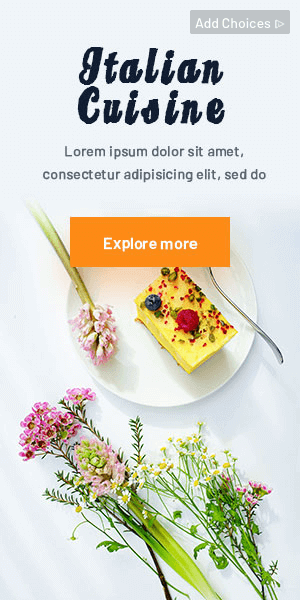 Add Choices
Italian
Cuisine
Lorem ipsum dolor sit amet,
consectetur adipisicing elit, sed do
Explore more